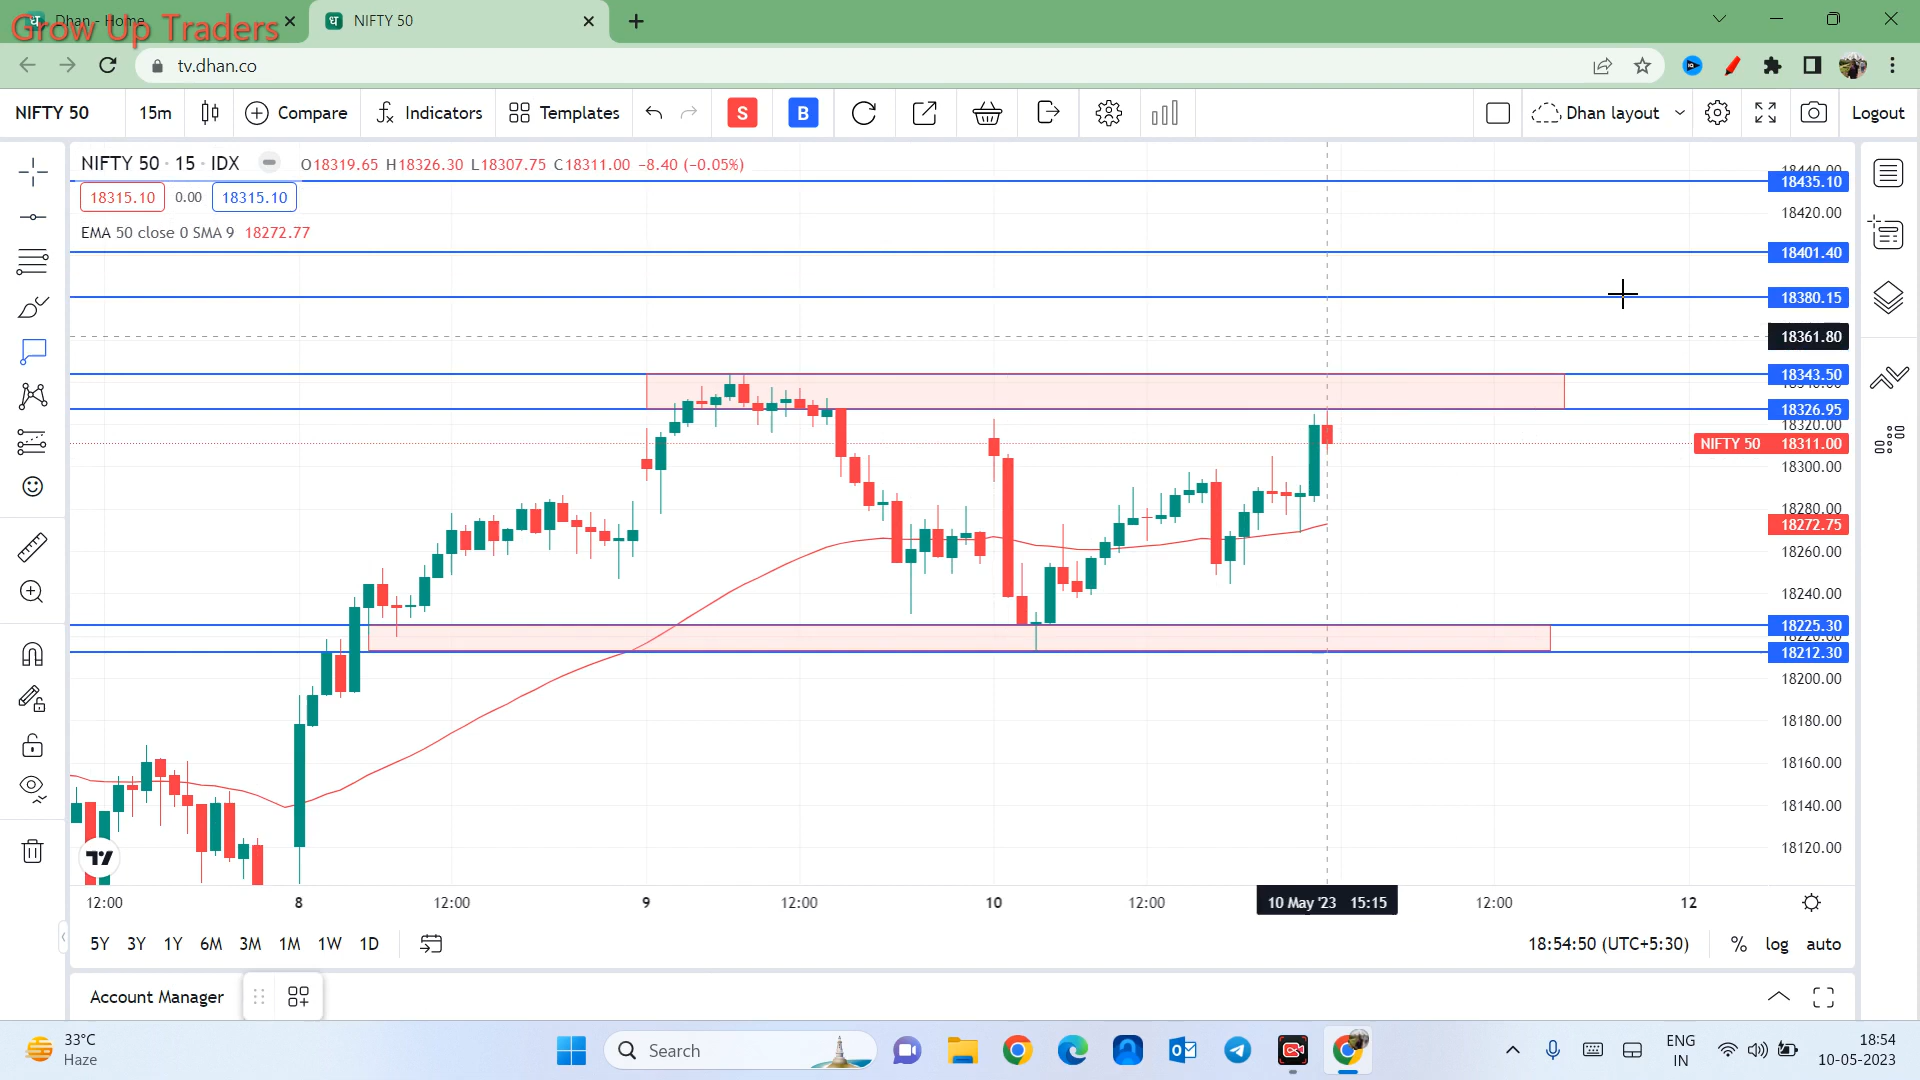 Dhan - Home
NIFTY 50
Grow Up Traders
tv.dhan.co
NIFTY 50
15m
Compare
Indicators
Templates
S
B
Dhan layout
Logout
NIFTY 50 · 15 · IDX
O18319.65 H18326.30 L18307.75 C18311.00 −8.40 (−0.05%)
18315.10
0.00
18315.10
EMA 50 close 0 SMA 9 18272.77
18440.00
18435.10
18420.00
18401.40
18380.15
18361.80
18343.50
18326.95
18320.00
NIFTY 50 18311.00
18300.00
18280.00
18272.75
18260.00
18240.00
18225.30
18220.00
18212.30
18200.00
18180.00
18160.00
18140.00
18120.00
12:00
8
12:00
9
12:00
10
12:00
10 May '23 15:15
12:00
12
5Y
3Y
1Y
6M
3M
1M
1W
1D
18:54:50 (UTC+5:30)
%
log
auto
Account Manager
33°C
Haze
Search
ENG
IN
18:54
10-05-2023